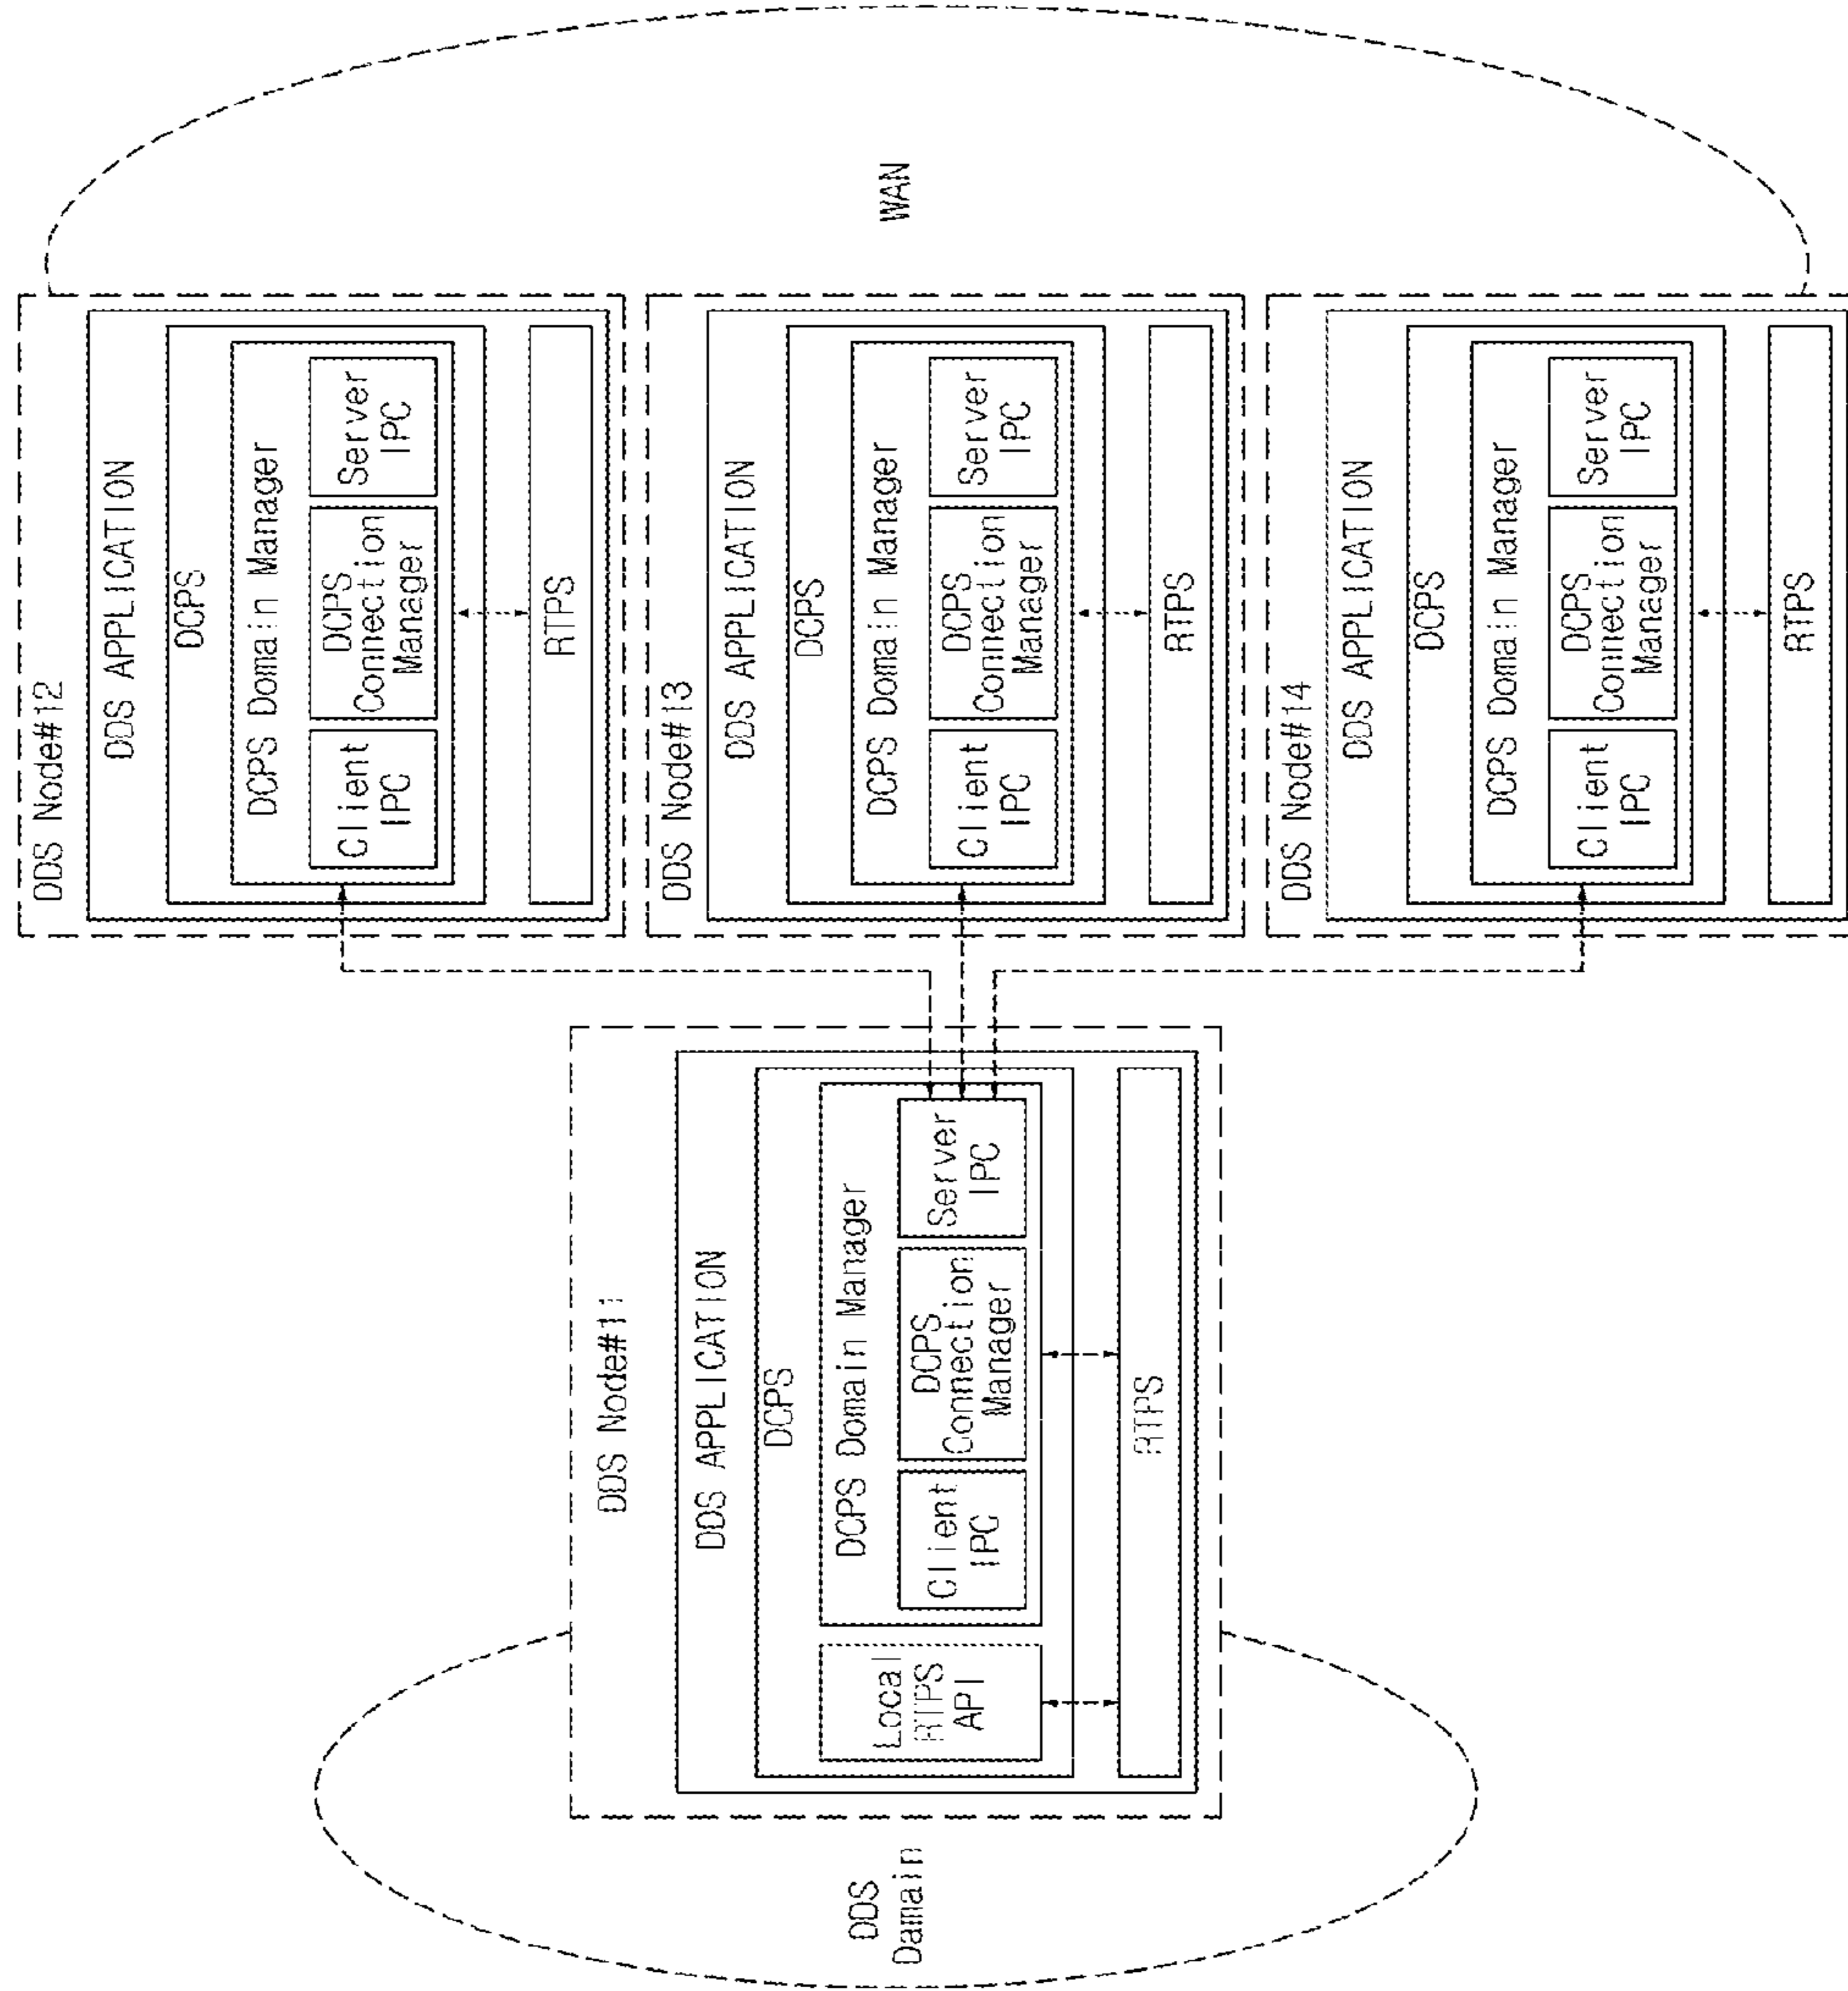 DDS Node#12
DDS APPLICATION
DCPS
DCPS Domain Manager
Client
IPC
DCPS
Connection
Manager
Server
IPC
RTPS
DDS Node#13
DDS APPLICATION
DCPS
DCPS Domain Manager
Client
IPC
DCPS
Connection
Manager
Server
IPC
RTPS
DDS Node#14
DDS APPLICATION
DCPS
DCPS Domain Manager
Client
IPC
DCPS
Connection
Manager
Server
IPC
RTPS
WAN
DDS Node#11
DDS APPLICATION
DCPS
Local
RTPS
API
DCPS Domain Manager
Client
IPC
DCPS
Connection
Manager
Server
IPC
RTPS
DDS
Damain